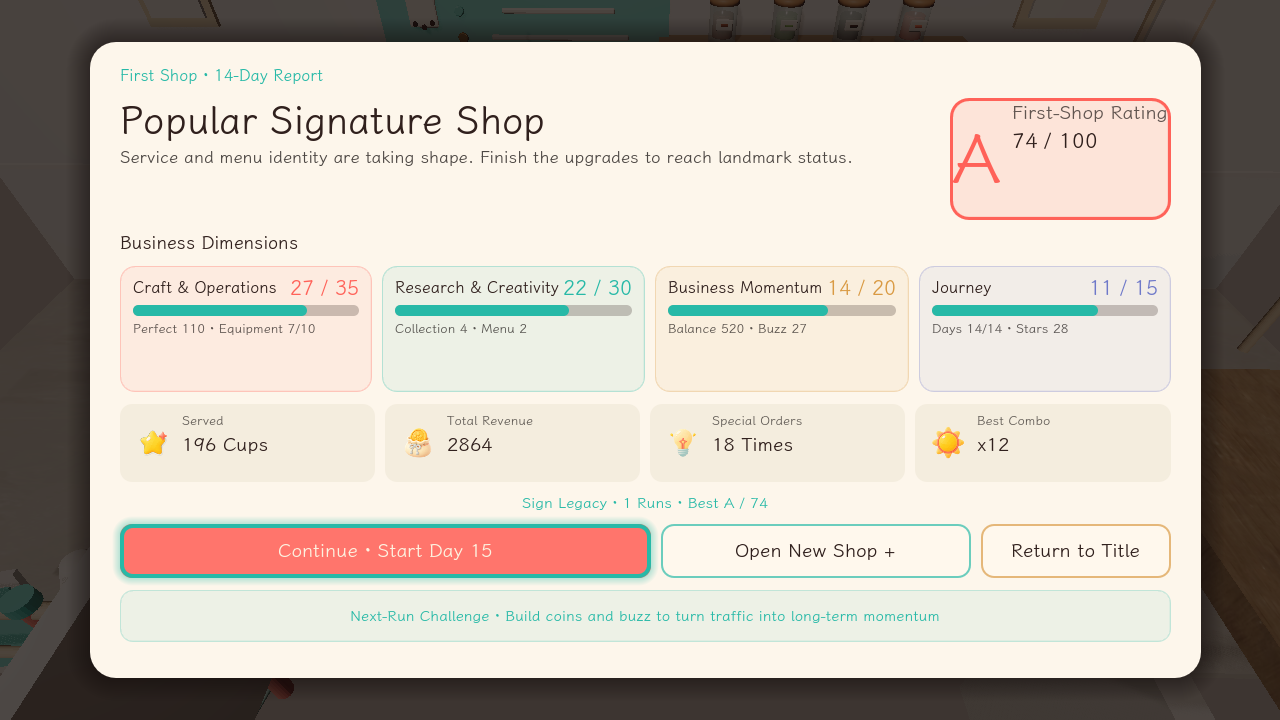 First Shop • 14-Day Report
Popular Signature Shop
Service and menu identity are taking shape. Finish the upgrades to reach landmark status.
A
First-Shop Rating
74 / 100
Business Dimensions
Craft & Operations 27 / 35
Perfect 110 • Equipment 7/10
Research & Creativity 22 / 30
Collection 4 • Menu 2
Business Momentum 14 / 20
Balance 520 • Buzz 27
Journey 11 / 15
Days 14/14 • Stars 28
Served
196 Cups
Total Revenue
2864
Special Orders
18 Times
Best Combo
x12
Sign Legacy • 1 Runs • Best A / 74
Continue • Start Day 15
Open New Shop +
Return to Title
Next-Run Challenge • Build coins and buzz to turn traffic into long-term momentum